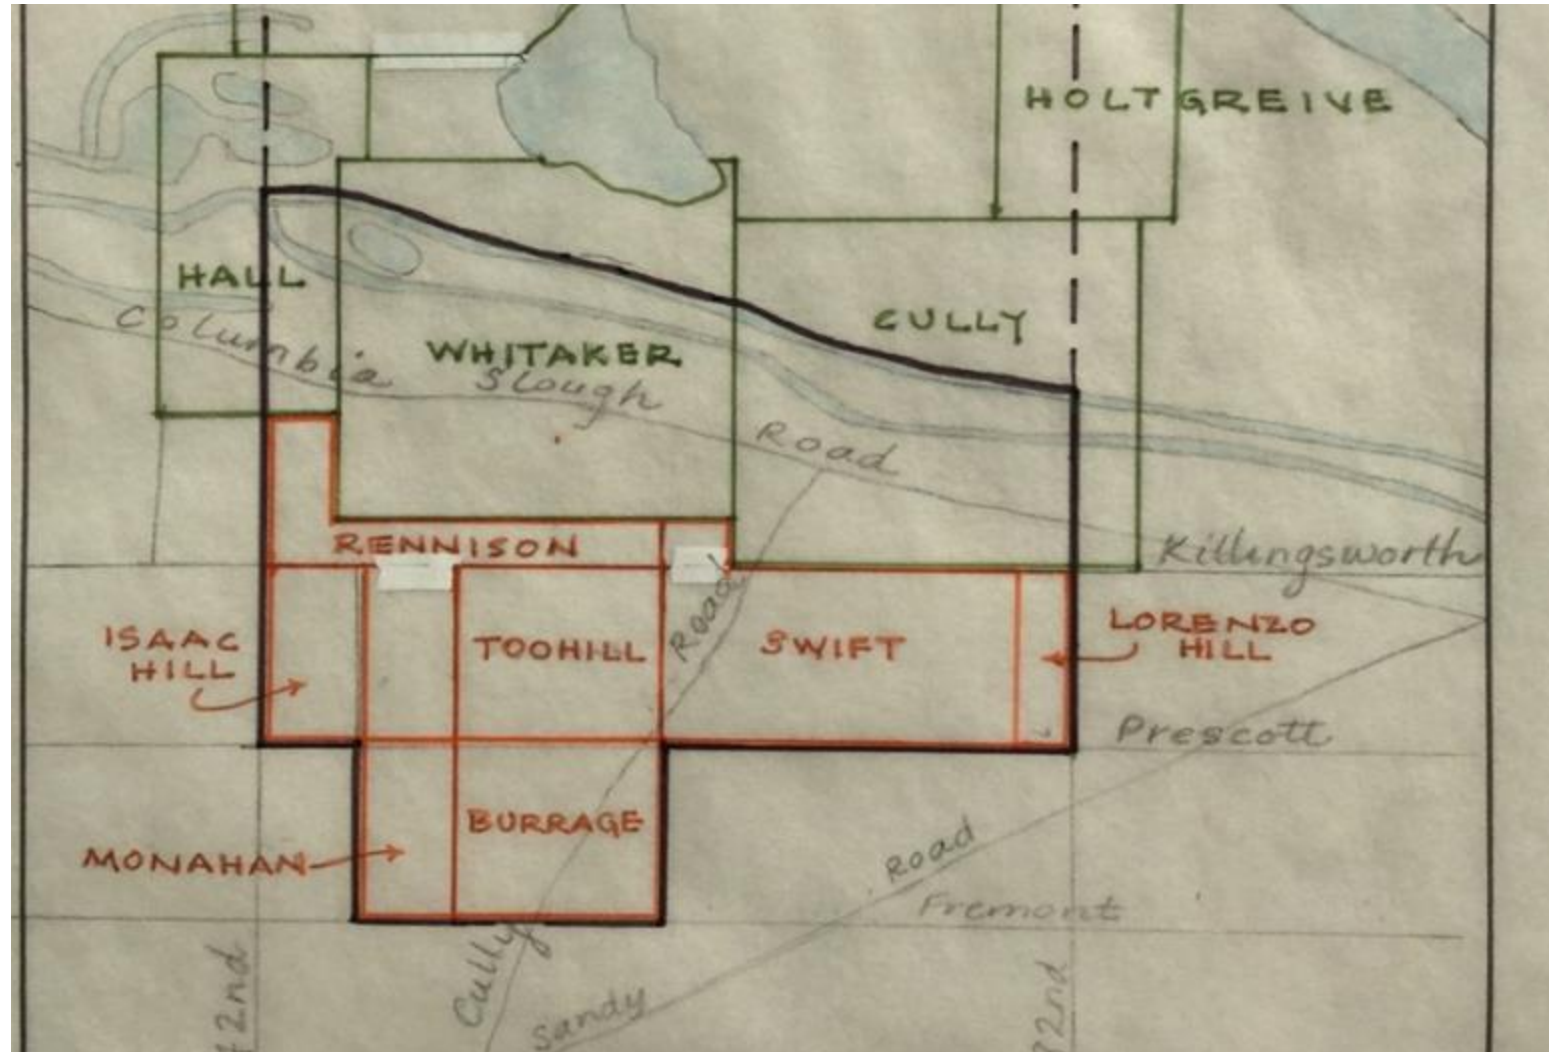 HOLTGREIVE
HALL
CULLY
Columbia Slough Road
WHITAKER
Killingsworth
RENNISON
ISAAC
HILL
TOOHILL
Road
SWIFT
LORENZO
HILL
Prescott
BURRAGE
MONAHAN
Road
Fremont
Cully
Sandy
42nd
72nd